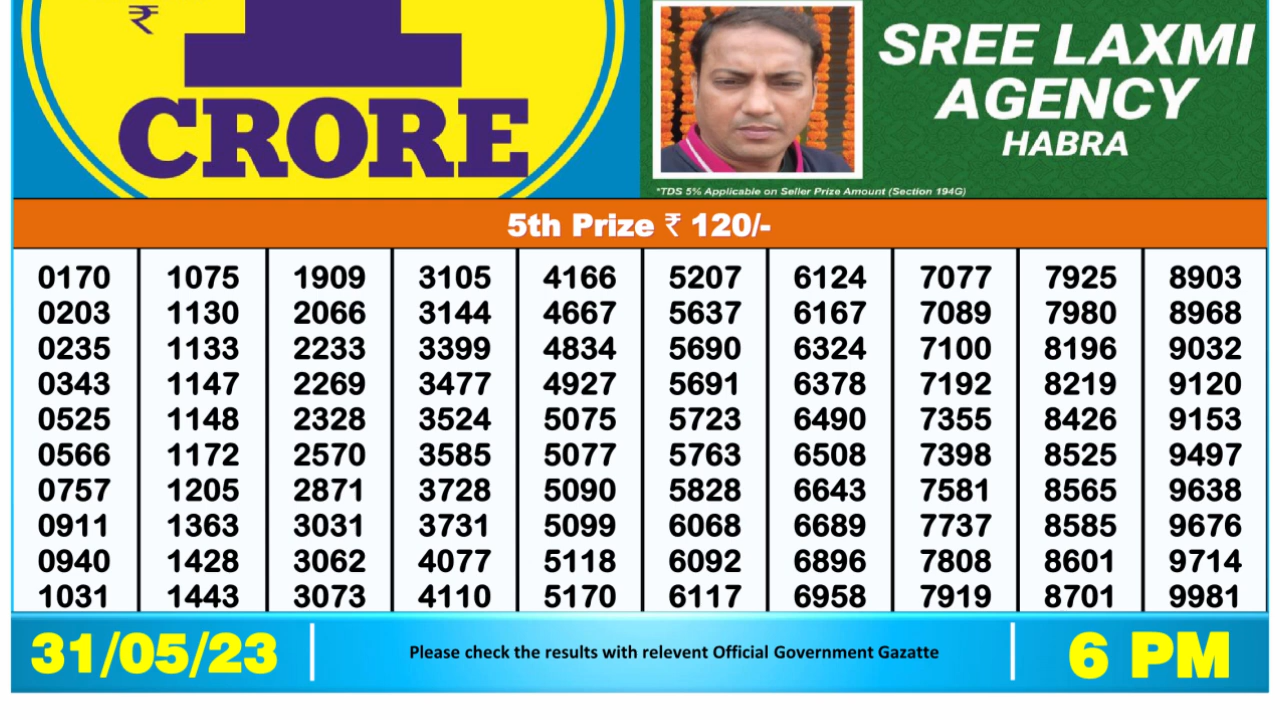 ₹
1
CRORE
SREE LAXMI
AGENCY
HABRA
*TDS 5% Applicable on Seller Prize Amount (Section 194G)
5th Prize ₹ 120/-
0170 1075 1909 3105 4166 5207 6124 7077 7925 8903
0203 1130 2066 3144 4667 5637 6167 7089 7980 8968
0235 1133 2233 3399 4834 5690 6324 7100 8196 9032
0343 1147 2269 3477 4927 5691 6378 7192 8219 9120
0525 1148 2328 3524 5075 5723 6490 7355 8426 9153
0566 1172 2570 3585 5077 5763 6508 7398 8525 9497
0757 1205 2871 3728 5090 5828 6643 7581 8565 9638
0911 1363 3031 3731 5099 6068 6689 7737 8585 9676
0940 1428 3062 4077 5118 6092 6896 7808 8601 9714
1031 1443 3073 4110 5170 6117 6958 7919 8701 9981
31/05/23 Please check the results with relevent Official Government Gazatte 6 PM